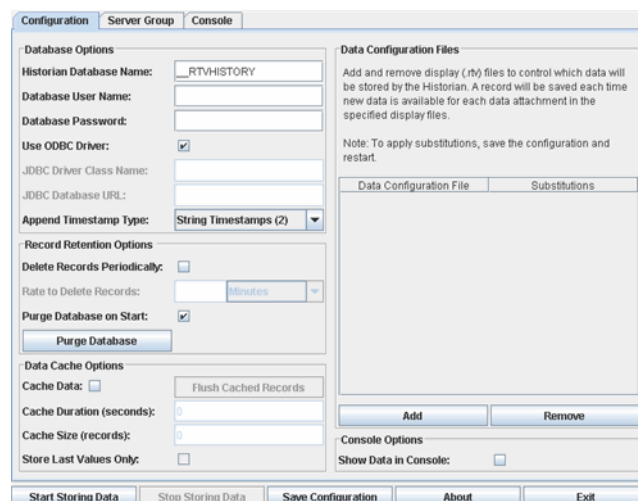 Configuration Server Group Console
Database Options
Historian Database Name: __RTVHISTORY
Database User Name:
Database Password:
Use ODBC Driver:
JDBC Driver Class Name:
JDBC Database URL:
Append Timestamp Type: String Timestamps (2)
Record Retention Options
Delete Records Periodically:
Rate to Delete Records: Minutes
Purge Database on Start:
Purge Database
Data Cache Options
Cache Data: Flush Cached Records
Cache Duration (seconds): 0
Cache Size (records): 0
Store Last Values Only:
Data Configuration Files
Add and remove display (.rtv) files to control which data will
be stored by the Historian. A record will be saved each time
new data is available for each data attachment in the
specified display files.
Note: To apply substitutions, save the configuration and
restart.
Data Configuration File Substitutions
Add Remove
Console Options
Show Data in Console:
Start Storing Data Stop Storing Data Save Configuration About Exit